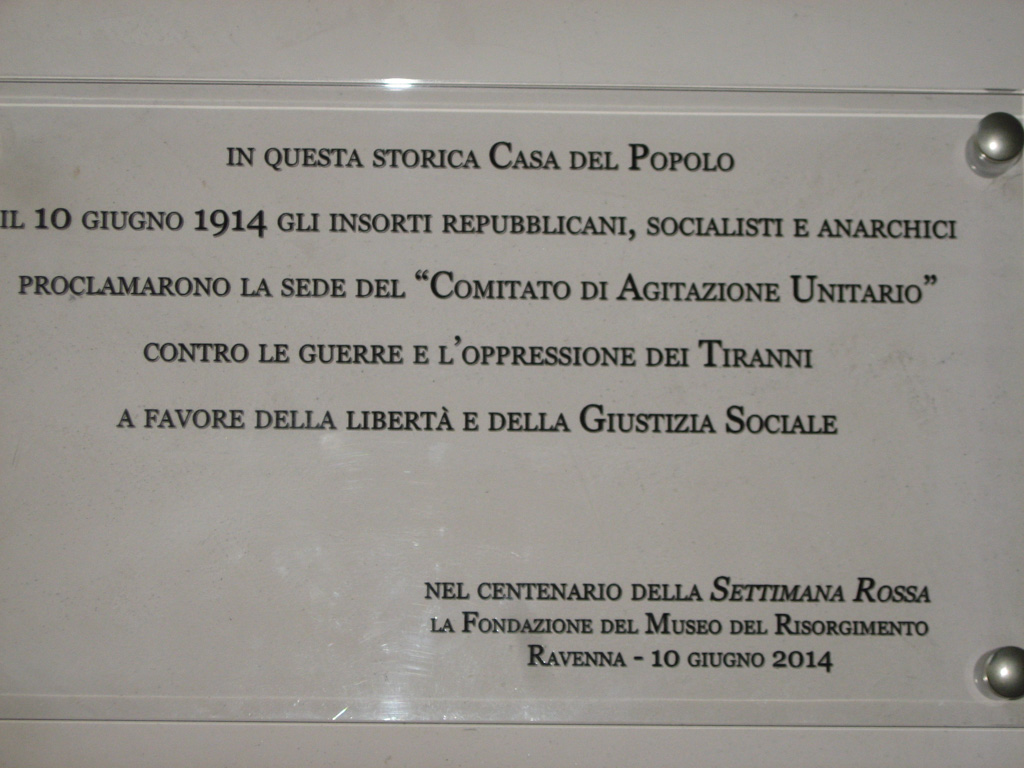 IN QUESTA STORICA CASA DEL POPOLO
IL 10 GIUGNO 1914 GLI INSORTI REPUBBLICANI, SOCIALISTI E ANARCHICI
PROCLAMARONO LA SEDE DEL “COMITATO DI AGITAZIONE UNITARIO”
CONTRO LE GUERRE E L’OPPRESSIONE DEI TIRANNI
A FAVORE DELLA LIBERTÀ E DELLA GIUSTIZIA SOCIALE
NEL CENTENARIO DELLA SETTIMANA ROSSA
LA FONDAZIONE DEL MUSEO DEL RISORGIMENTO
RAVENNA - 10 GIUGNO 2014